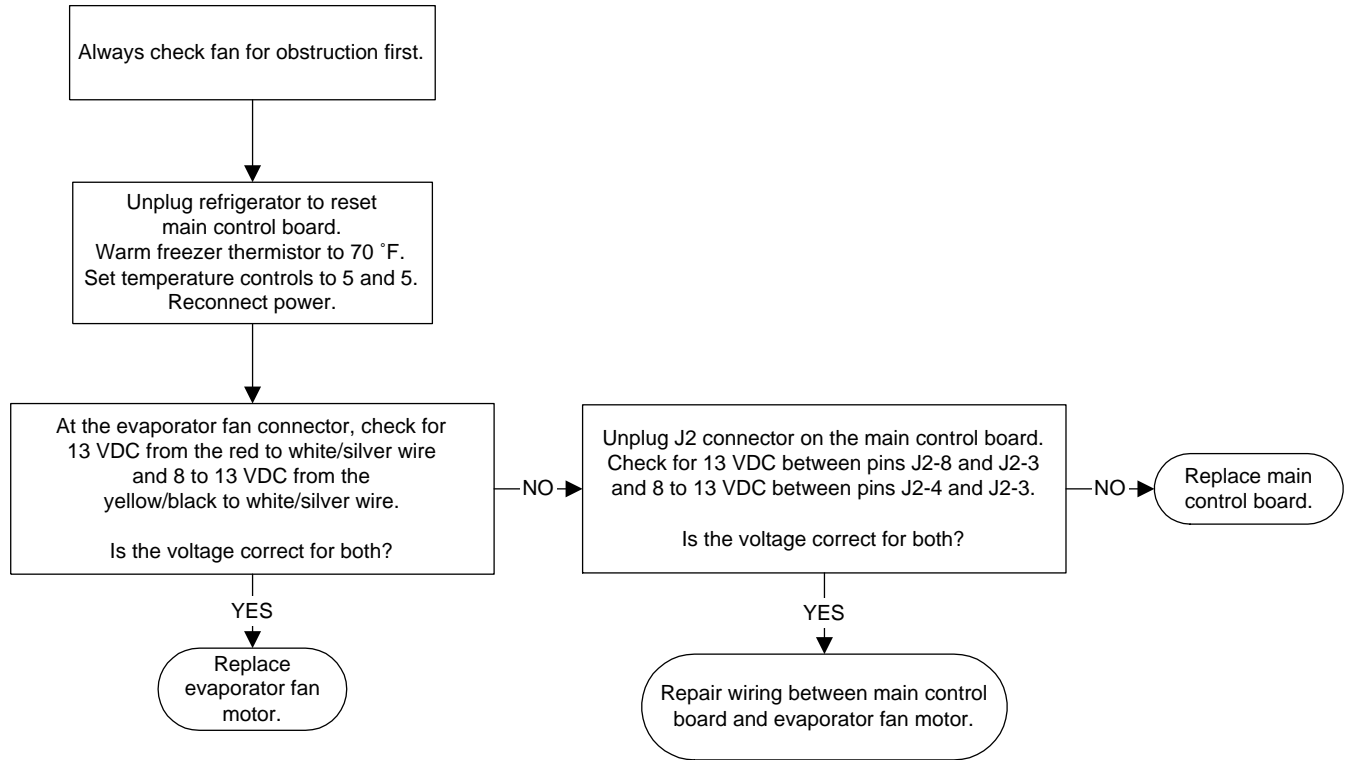 Always check fan for obstruction first.
Unplug refrigerator to reset
main control board.
Warm freezer thermistor to 70 ˚F.
Set temperature controls to 5 and 5.
Reconnect power.
At the evaporator fan connector, check for
13 VDC from the red to white/silver wire
and 8 to 13 VDC from the
yellow/black to white/silver wire.
Is the voltage correct for both?
NO
Unplug J2 connector on the main control board.
Check for 13 VDC between pins J2-8 and J2-3
and 8 to 13 VDC between pins J2-4 and J2-3.
Is the voltage correct for both?
NO
Replace main
control board.
YES
Replace
evaporator fan
motor.
YES
Repair wiring between main control
board and evaporator fan motor.